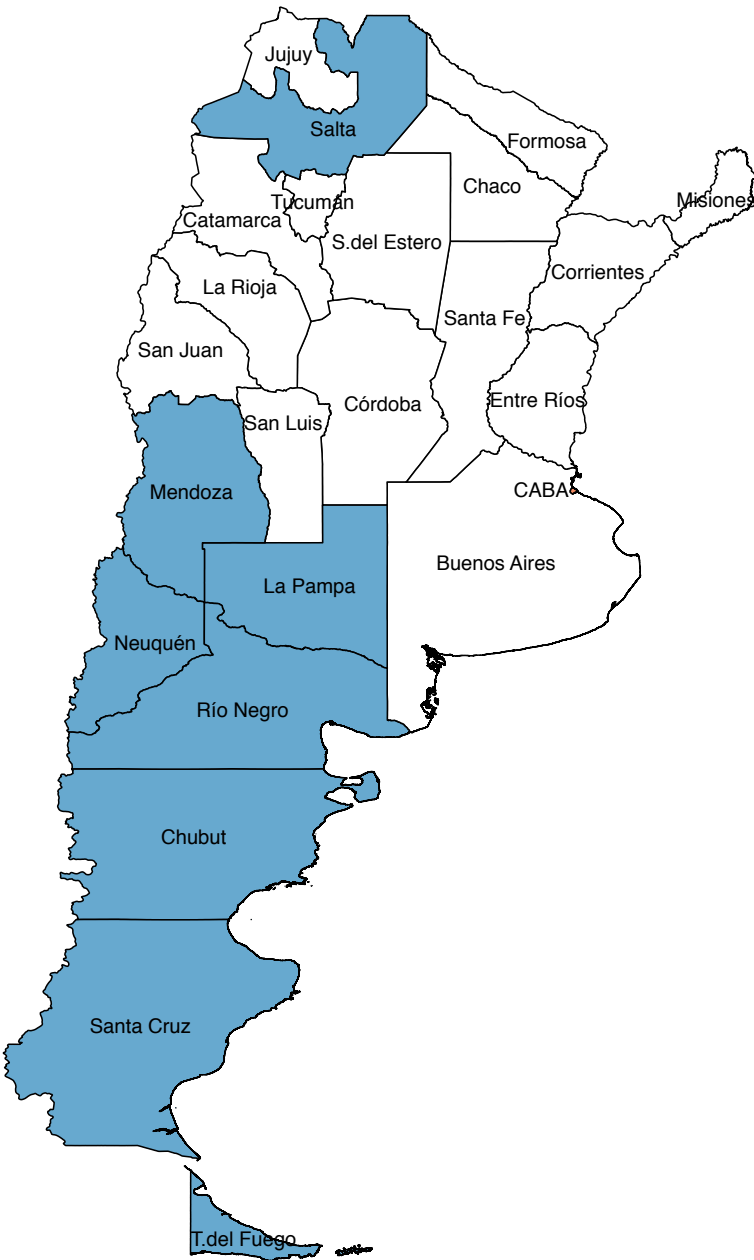 Jujuy
Salta
Formosa
Chaco
Tucumán
Misiones
Catamarca
S.del Estero
Corrientes
La Rioja
Santa Fe
San Juan
Entre Ríos
Córdoba
San Luis
Mendoza
CABA
Buenos Aires
La Pampa
Neuquén
Río Negro
Chubut
Santa Cruz
T.del Fuego